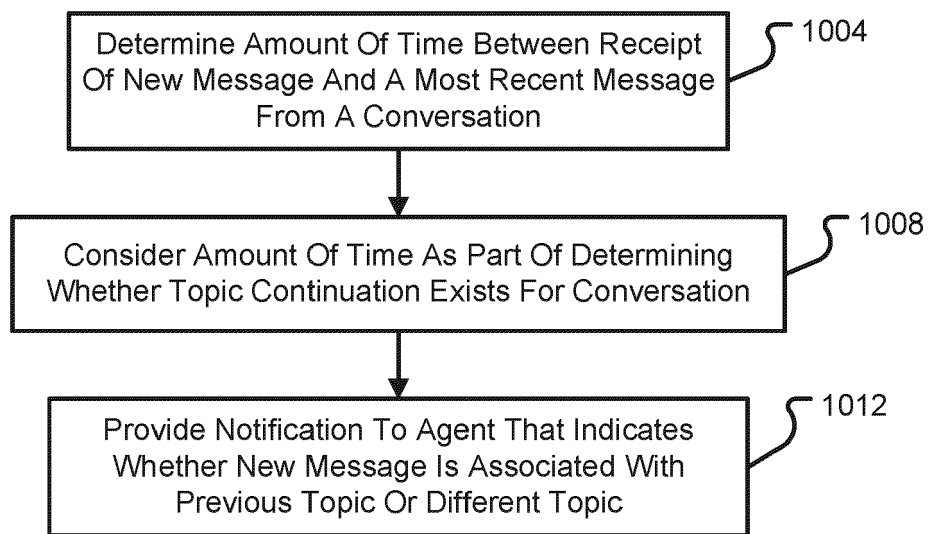 Determine Amount Of Time Between Receipt
Of New Message And A Most Recent Message
From A Conversation
1004
Consider Amount Of Time As Part Of Determining
Whether Topic Continuation Exists For Conversation
1008
Provide Notification To Agent That Indicates
Whether New Message Is Associated With
Previous Topic Or Different Topic
1012